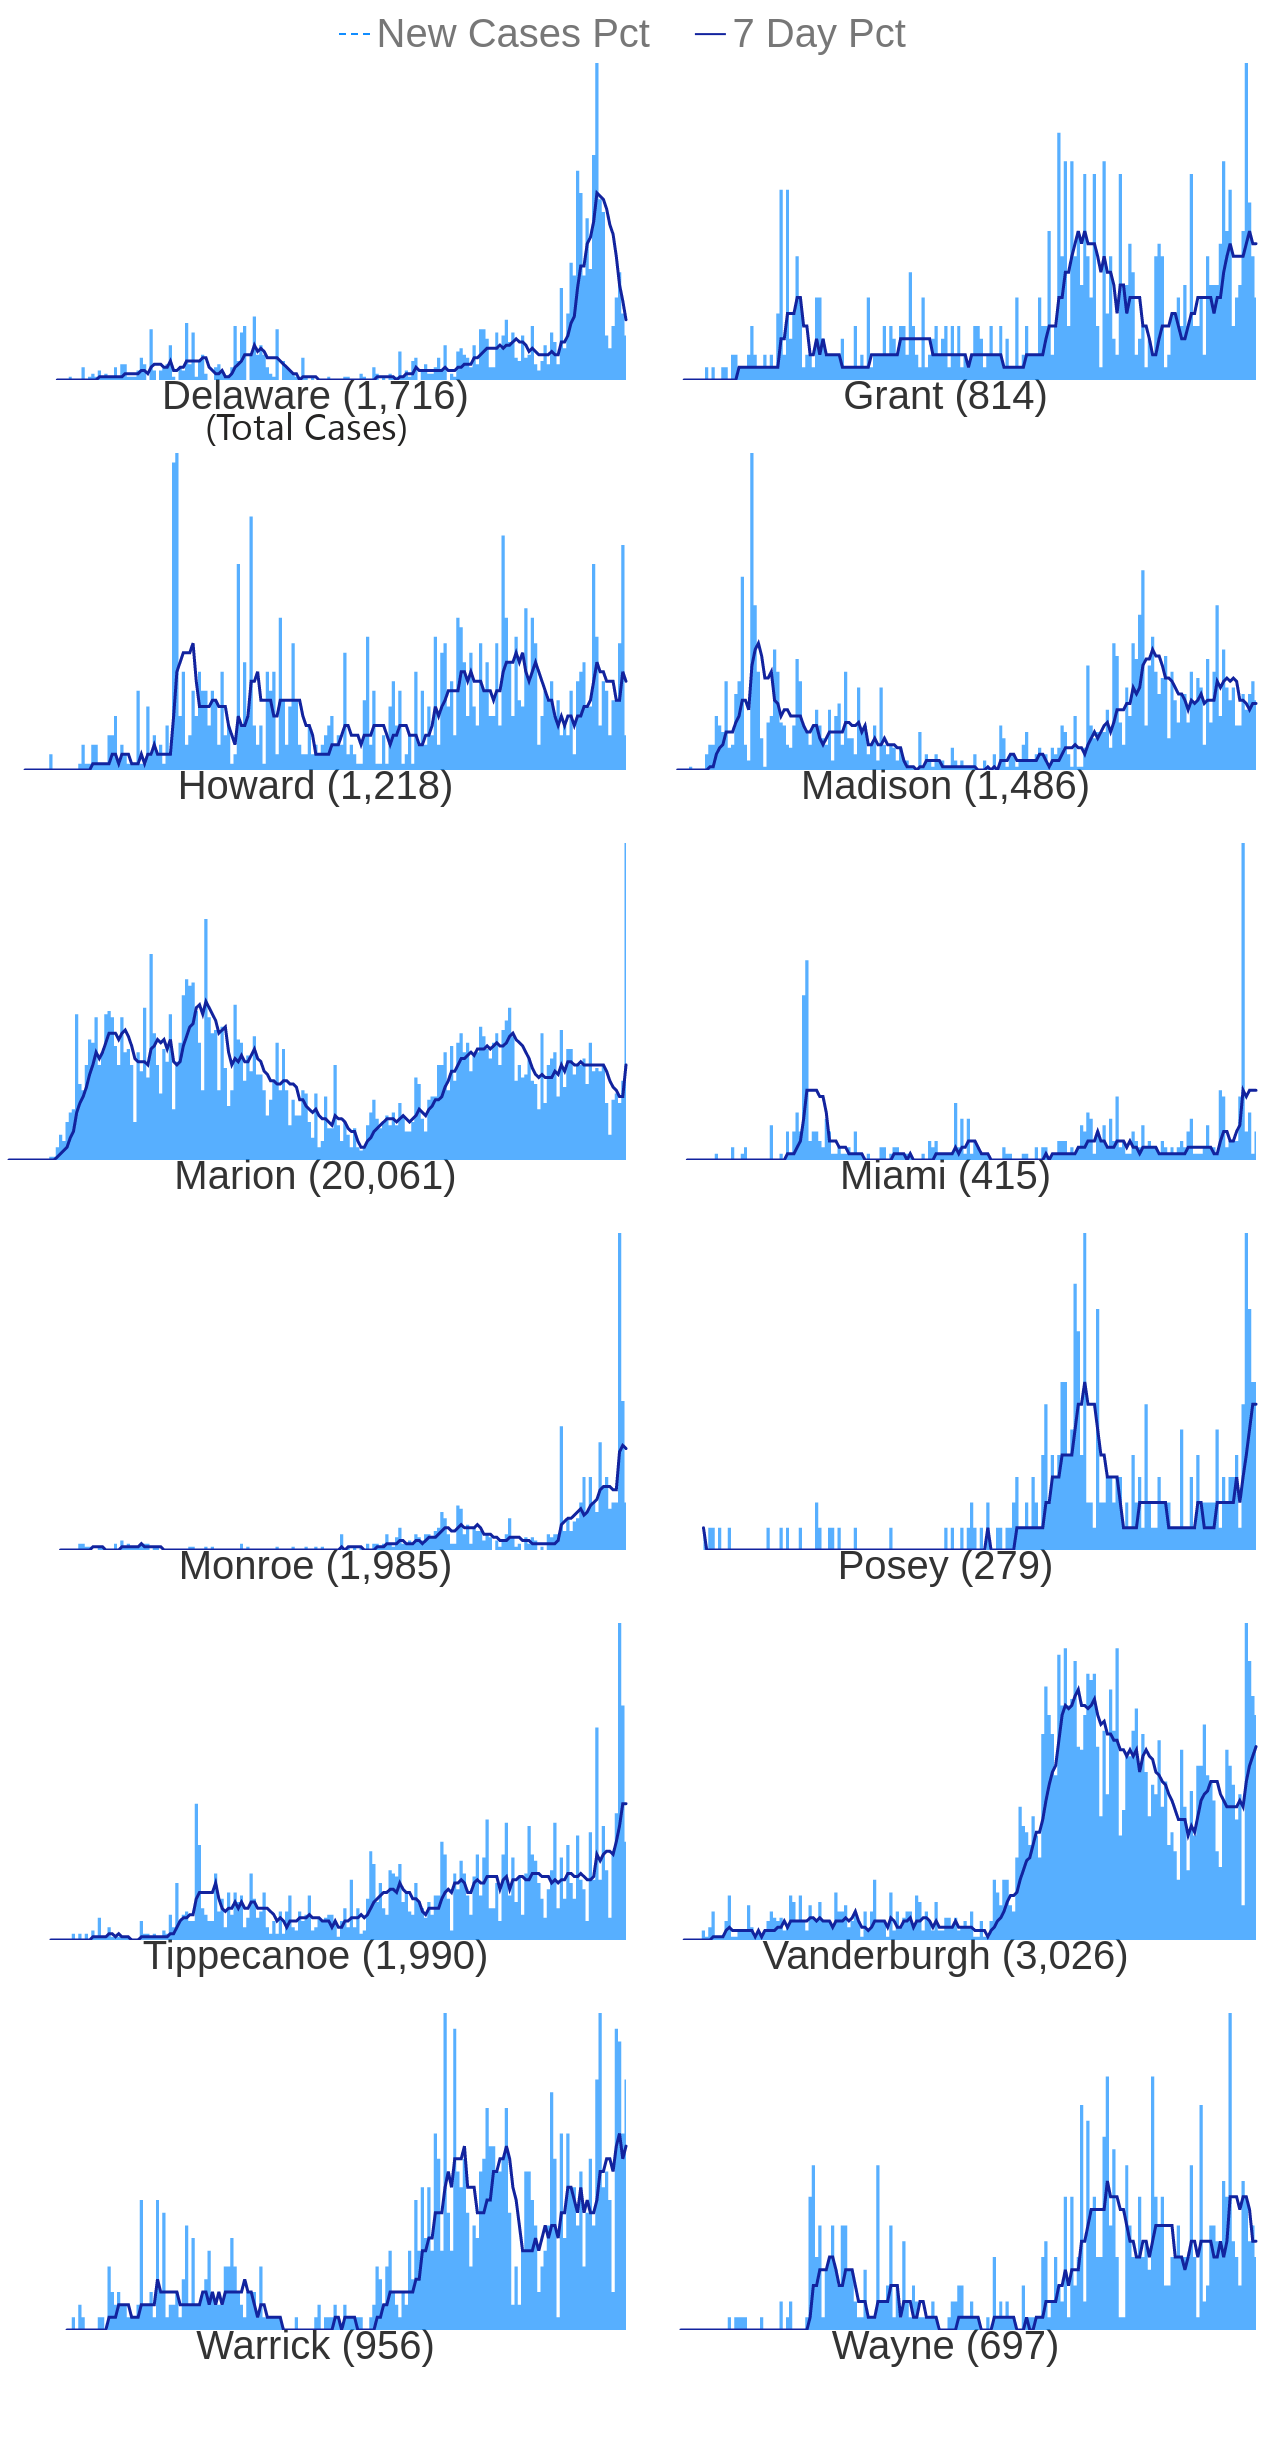 New Cases Pct 7 Day Pct
Delaware (1,716) Grant (814)
(Total Cases)
Howard (1,218) Madison (1,486)
Marion (20,061) Miami (415)
Monroe (1,985) Posey (279)
Tippecanoe (1,990) Vanderburgh (3,026)
Warrick (956) Wayne (697)